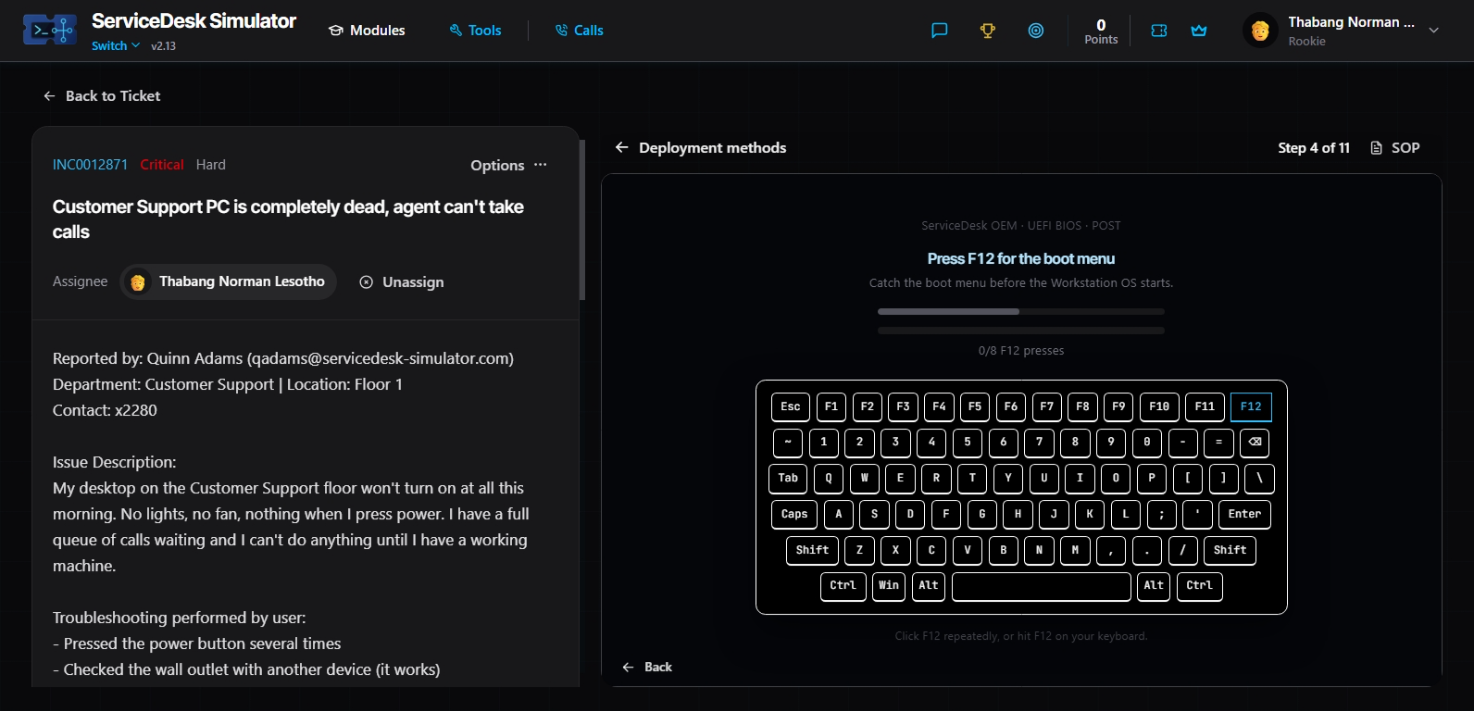 ServiceDesk Simulator
Switch v2.13
Modules
Tools
Calls
0
Points
Thabang Norman ...
Rookie
Back to Ticket
INC0012871 Critical Hard
Options ...
Customer Support PC is completely dead, agent can't take
calls
Assignee Thabang Norman Lesotho Unassign
Reported by: Quinn Adams (qadams@servicedesk-simulator.com)
Department: Customer Support | Location: Floor 1
Contact: x2280
Issue Description:
My desktop on the Customer Support floor won't turn on at all this
morning. No lights, no fan, nothing when I press power. I have a full
queue of calls waiting and I can't do anything until I have a working
machine.
Troubleshooting performed by user:
- Pressed the power button several times
- Checked the wall outlet with another device (it works)
Deployment methods
Step 4 of 11 SOP
ServiceDesk OEM · UEFI BIOS · POST
Press F12 for the boot menu
Catch the boot menu before the Workstation OS starts.
0/8 F12 presses
Esc F1 F2 F3 F4 F5 F6 F7 F8 F9 F10 F11 F12
~ 1 2 3 4 5 6 7 8 9 0 - = ⌫
Tab Q W E R T Y U I O P [ ] \
Caps A S D F G H J K L ; ' Enter
Shift Z X C V B N M , . / Shift
Ctrl Win Alt Alt Ctrl
Click F12 repeatedly, or hit F12 on your keyboard.
Back